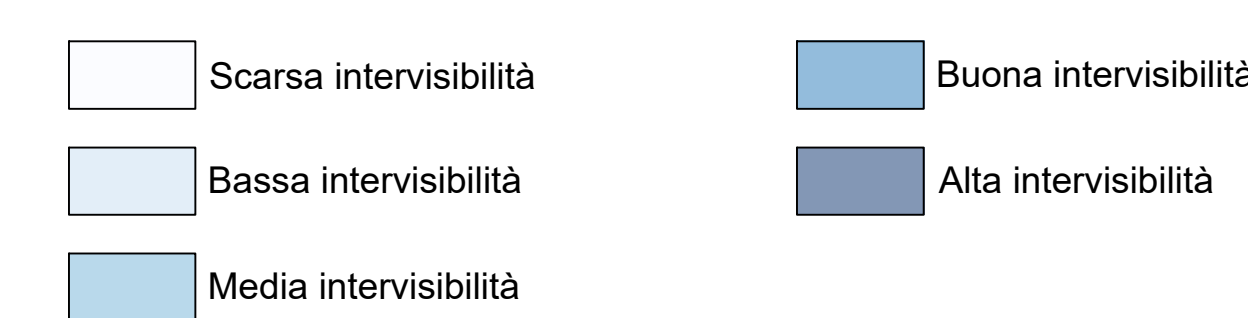 Scarsa intervisibilità
Bassa intervisibilità
Media intervisibilità
Buona intervisibilità
Alta intervisibilità